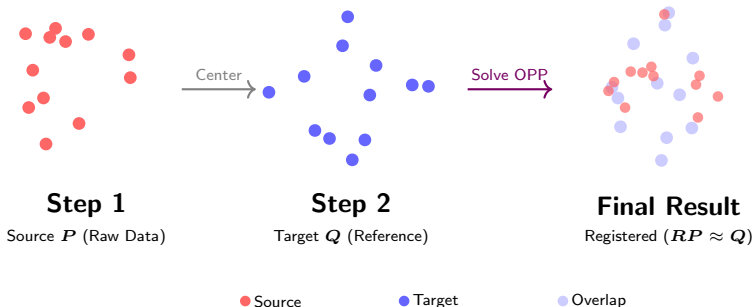 Center
Solve OPP
Step 1
Step 2
Final Result
Source P (Raw Data)
Target Q (Reference)
Registered (RP ≈ Q)
Source
Target
Overlap